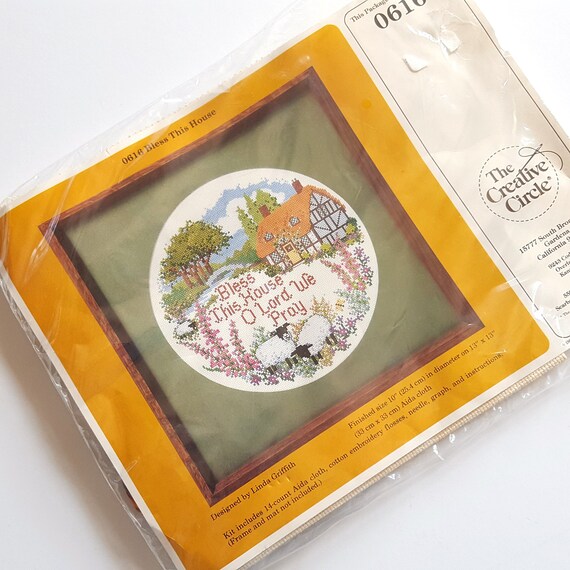 This Package
0616
0616 Bless This House
The
Creative
Circle®
15777 South Bro
Gardena
California
Bless
This House
O' Lord, We
Pray
Finished size 10" (25.4 cm) in diameter on 13" x 13"
(33 cm x 33 cm) Aida cloth
Designed by Linda Griffith
Kit includes 14-count Aida cloth, cotton embroidery flosses, needle, graph, and instructions.
(Frame and mat not included.)